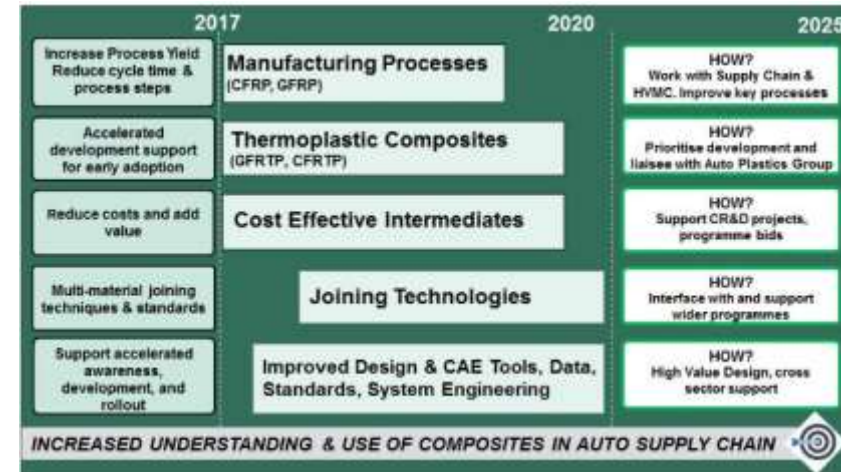 2017 2020 2025
Increase Process Yield
Reduce cycle time &
process steps
Manufacturing Processes
(CFRP, GFRP)
HOW?
Work with Supply Chain &
HVMC. Improve key processes
Accelerated
development support
for early adoption
Thermoplastic Composites
(GFRTP, CFRTP)
HOW?
Prioritise development and
liaisee with Auto Plastics Group
Reduce costs and add
value
Cost Effective Intermediates
HOW?
Support CR&D projects,
programme bids
Multi-material joining
techniques & standards
Joining Technologies
HOW?
Interface with and support
wider programmes
Support accelerated
awareness,
development, and
rollout
Improved Design & CAE Tools, Data,
Standards, System Engineering
HOW?
High Value Design, cross
sector support
INCREASED UNDERSTANDING & USE OF COMPOSITES IN AUTO SUPPLY CHAIN